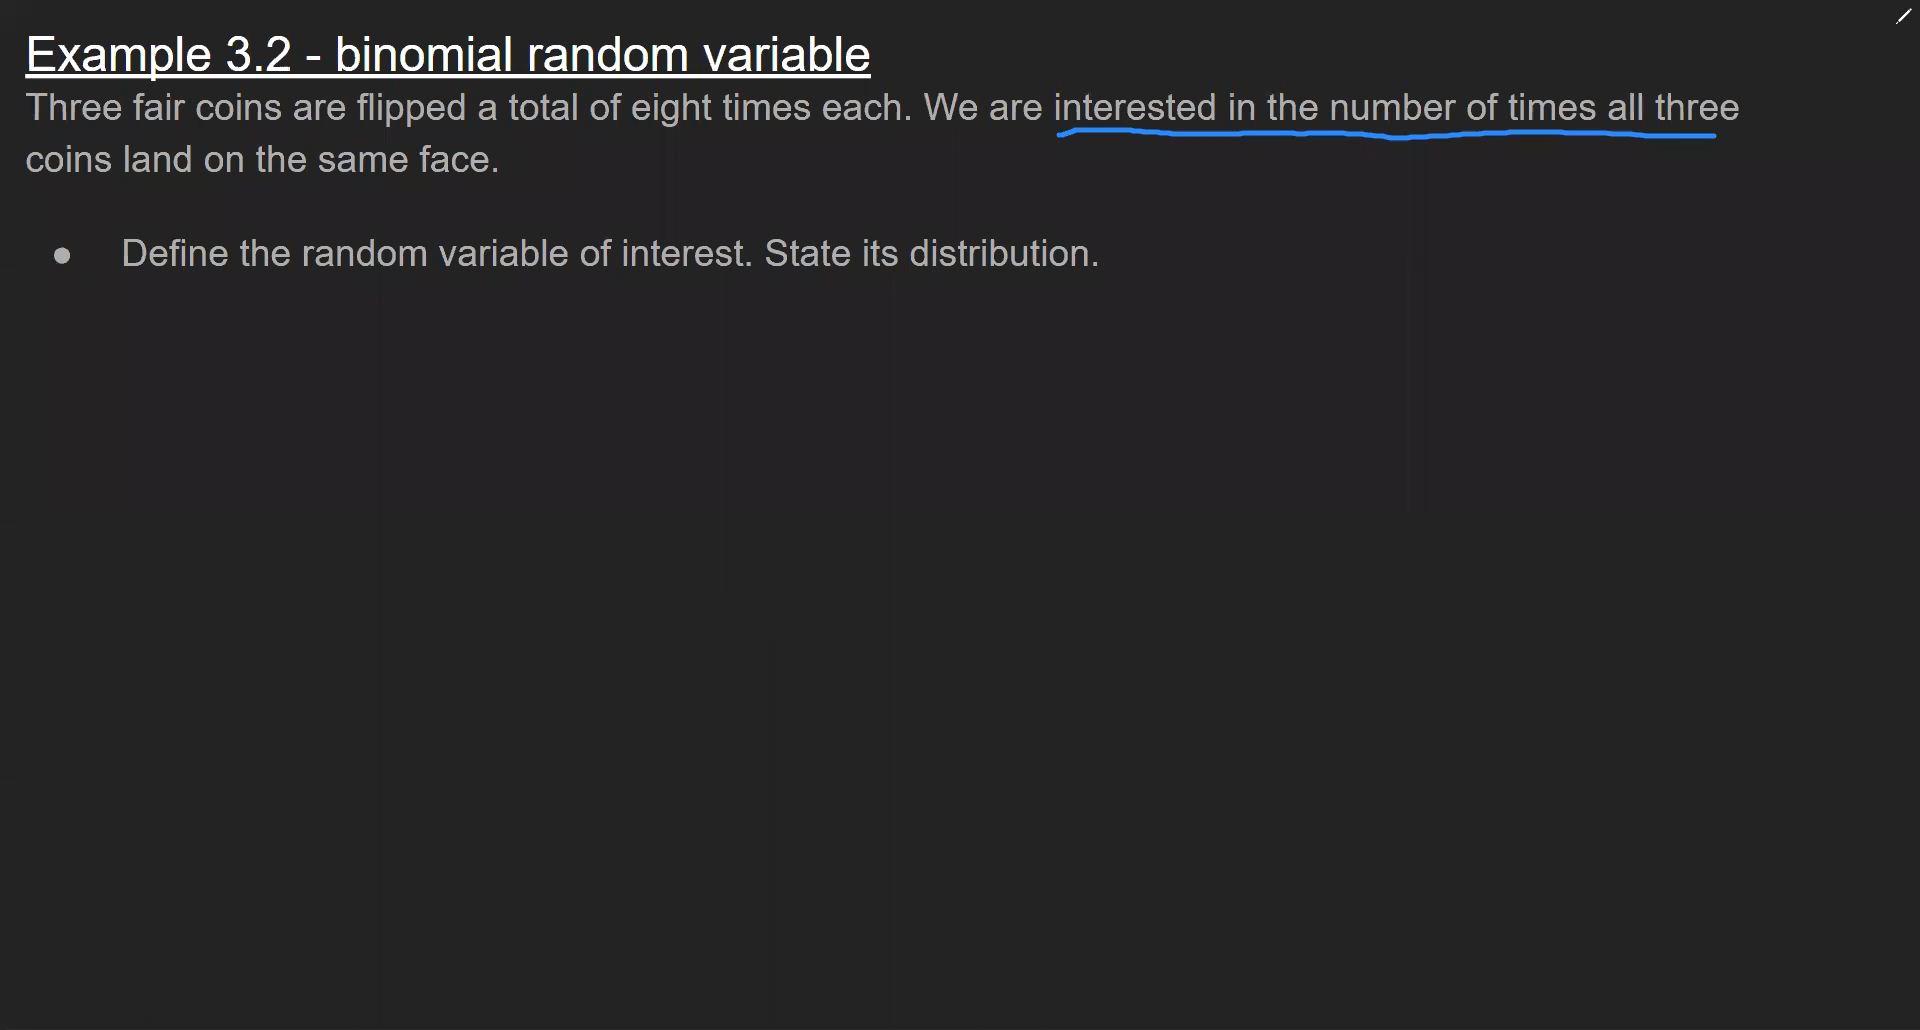 Example 3.2 - binomial random variable
Three fair coins are flipped a total of eight times each. We are interested in the number of times all three
coins land on the same face.
● Define the random variable of interest. State its distribution.